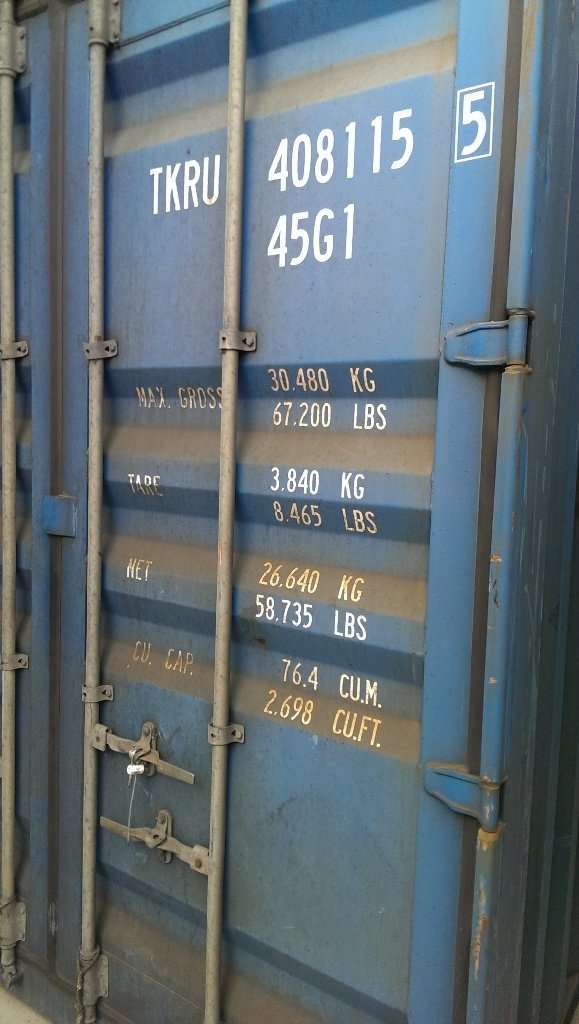 TKRU 408115 5
45G1
MAX. GROSS 30.480 KG
67.200 LBS
TARE 3.840 KG
8.465 LBS
NET 26.640 KG
58.735 LBS
CU. CAP. 76.4 CU.M.
2.698 CU.FT.